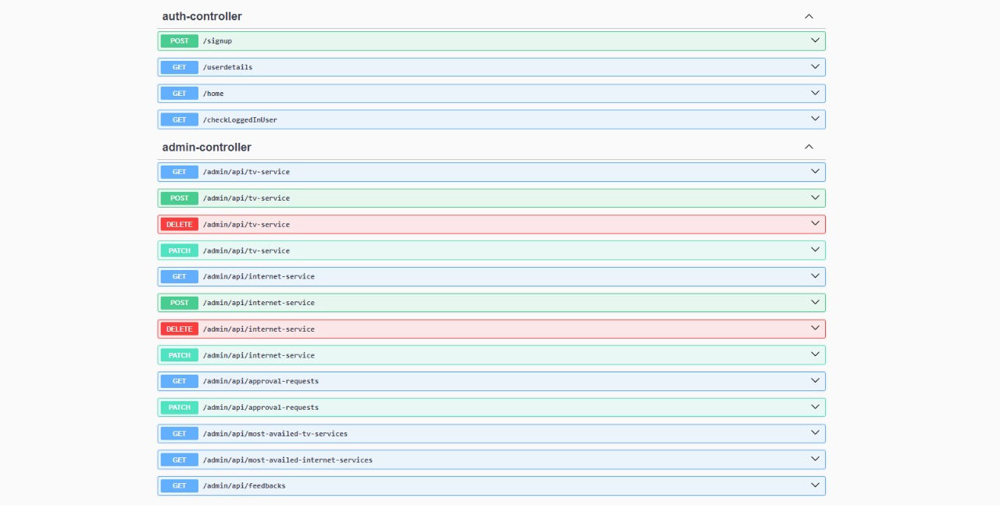 auth-controller
POST /signup
GET /userdetails
GET /home
GET /checkLoggedInUser
admin-controller
GET /admin/api/tv-service
POST /admin/api/tv-service
DELETE /admin/api/tv-service
PATCH /admin/api/tv-service
GET /admin/api/internet-service
POST /admin/api/internet-service
DELETE /admin/api/internet-service
PATCH /admin/api/internet-service
GET /admin/api/approval-requests
PATCH /admin/api/approval-requests
GET /admin/api/most-availed-tv-services
GET /admin/api/most-availed-internet-services
GET /admin/api/feedbacks